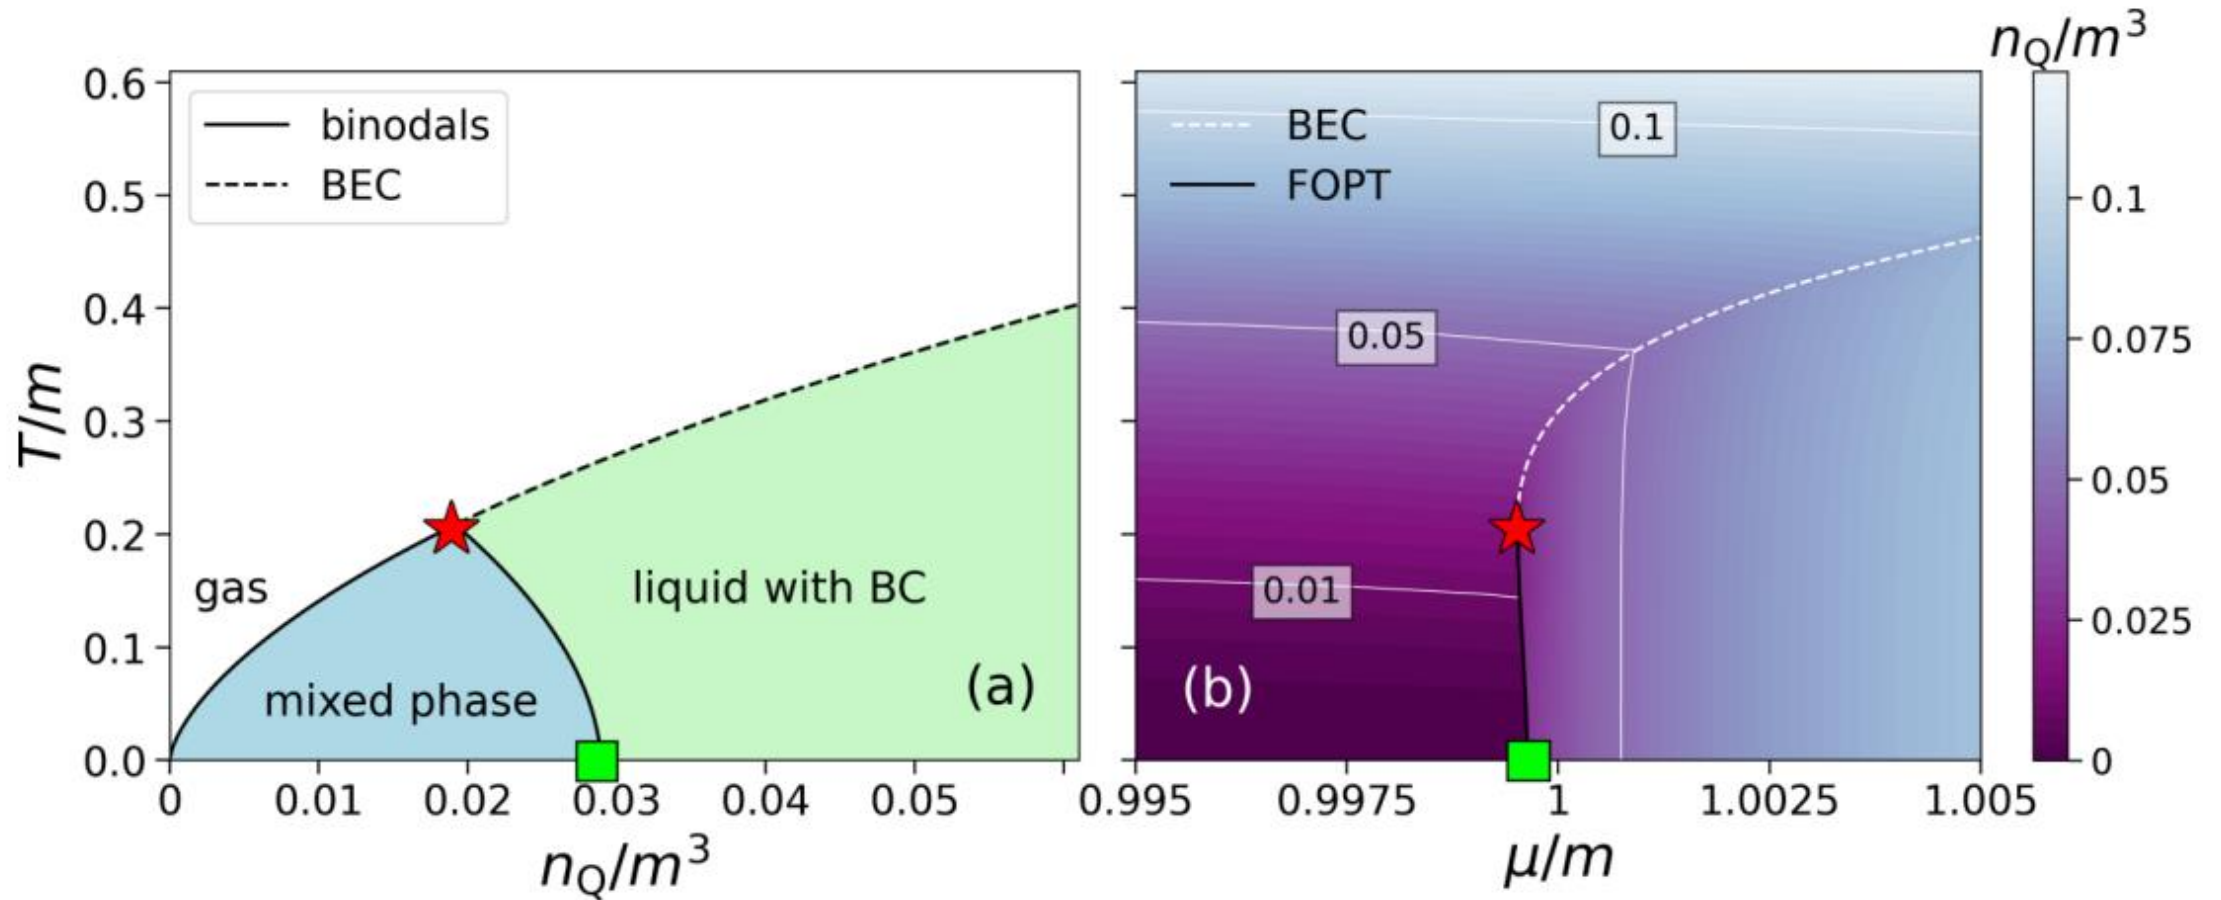 n_Q/m^3
0.6
0.5
0.4
0.3
0.2
0.1
0.0
T/m
binodals
BEC
gas
mixed phase
liquid with BC
(a)
0 0.01 0.02 0.03 0.04 0.05
n_Q/m^3
BEC
FOPT
0.1
0.05
0.01
(b)
0.995 0.9975 1 1.0025 1.005
μ/m
0.1
0.075
0.05
0.025
0